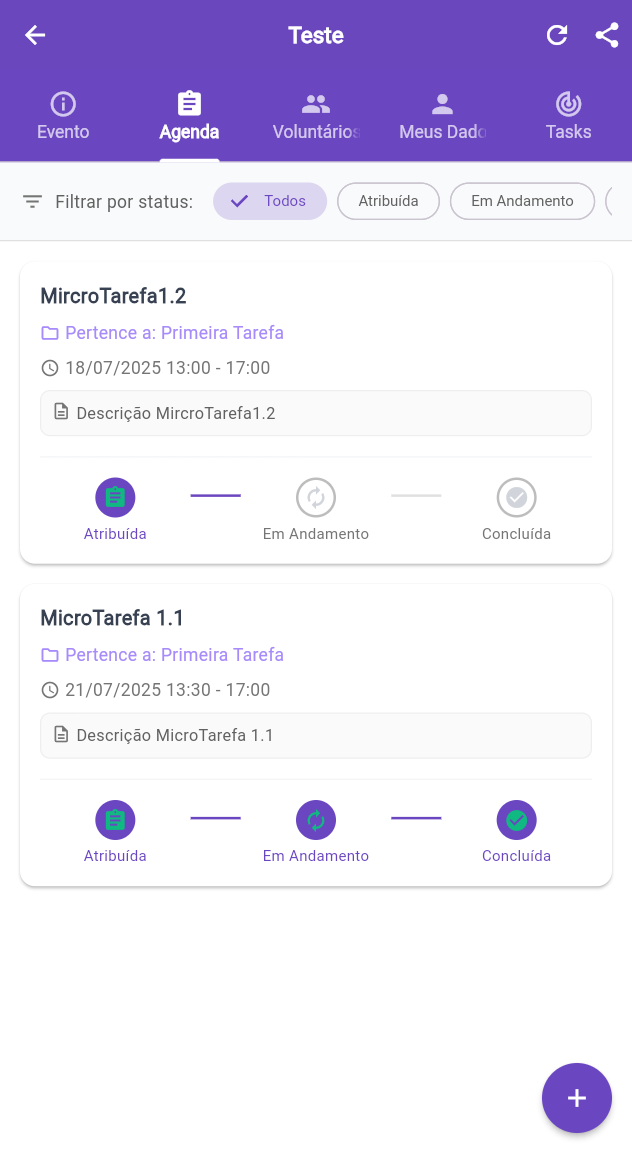 Teste
Evento
Agenda
Voluntários
Meus Dado
Tasks
Filtrar por status:
Todos
Atribuída
Em Andamento
MircroTarefa1.2
Pertence a: Primeira Tarefa
18/07/2025 13:00 - 17:00
Descrição MircroTarefa1.2
Atribuída
Em Andamento
Concluída
MicroTarefa 1.1
Pertence a: Primeira Tarefa
21/07/2025 13:30 - 17:00
Descrição MicroTarefa 1.1
Atribuída
Em Andamento
Concluída